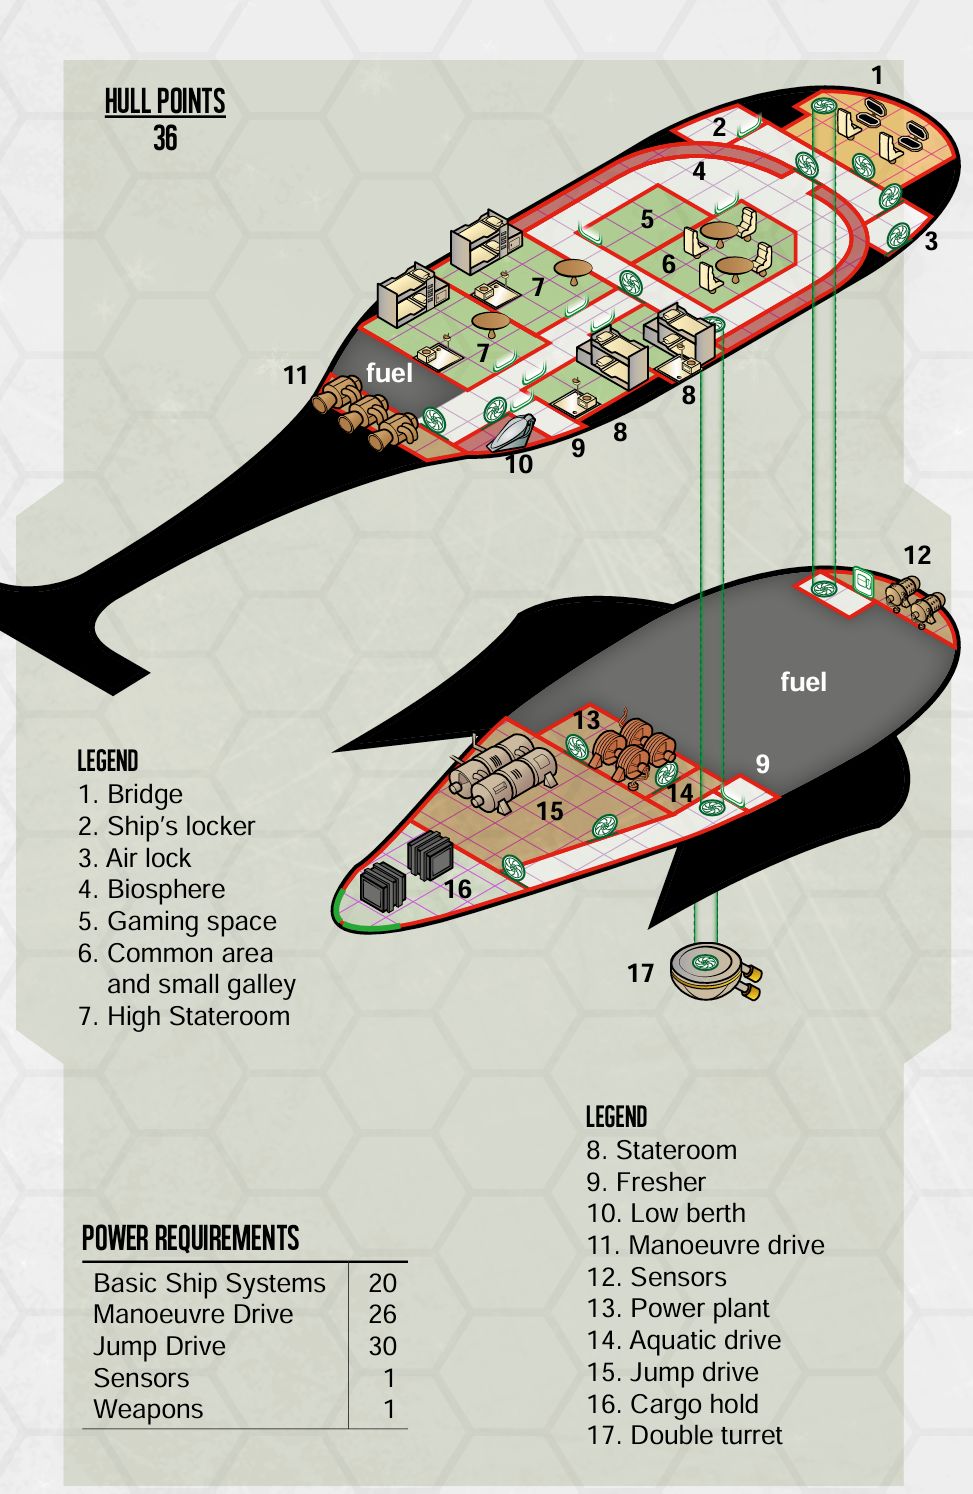 HULL POINTS
36
1
2
4
3
5
6
7
7
fuel
11
8
8
9
10
12
fuel
13
9
14
15
16
17
LEGEND
1. Bridge
2. Ship's locker
3. Air lock
4. Biosphere
5. Gaming space
6. Common area
and small galley
7. High Stateroom
LEGEND
8. Stateroom
9. Fresher
10. Low berth
11. Manoeuvre drive
12. Sensors
13. Power plant
14. Aquatic drive
15. Jump drive
16. Cargo hold
17. Double turret
POWER REQUIREMENTS
Basic Ship Systems 20
Manoeuvre Drive 26
Jump Drive 30
Sensors 1
Weapons 1